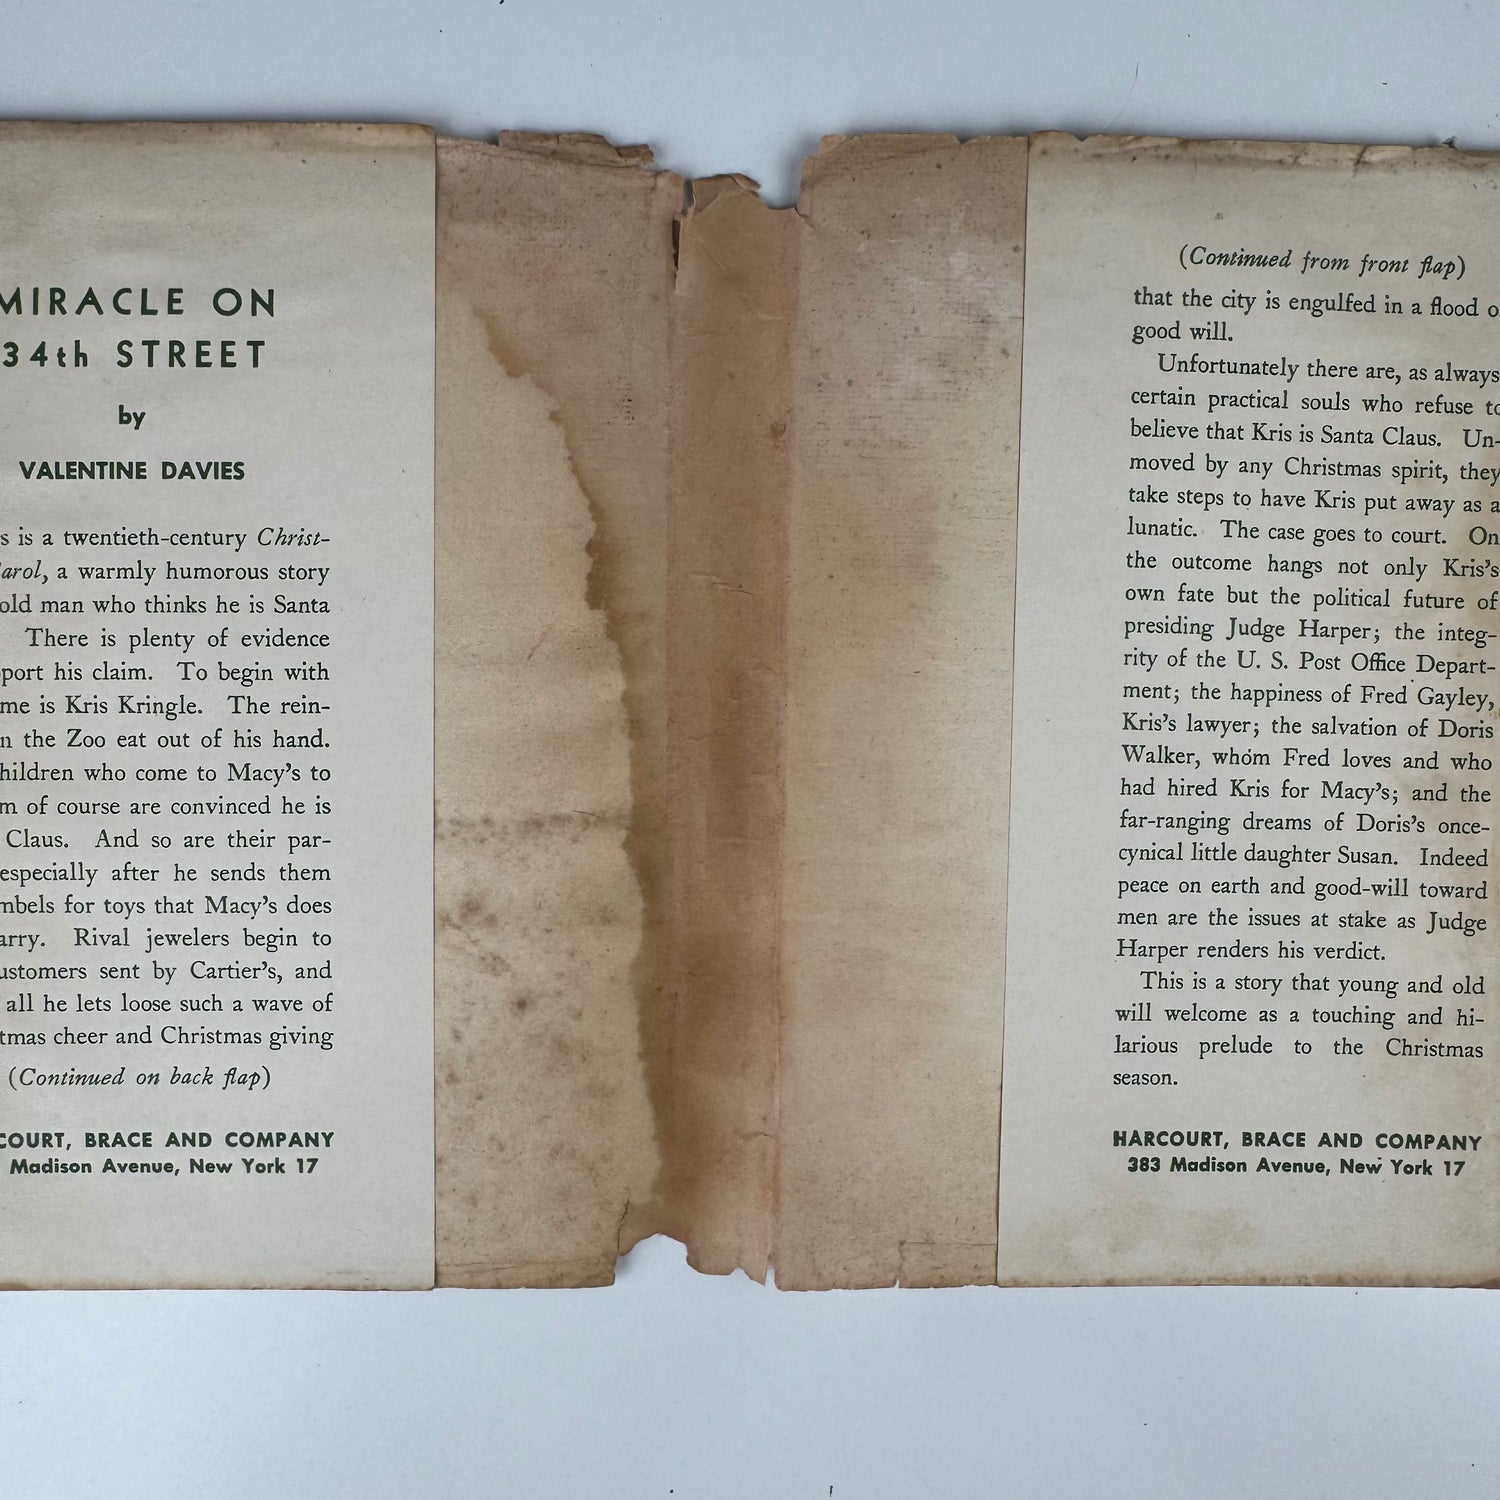 MIRACLE ON
34th STREET
by
VALENTINE DAVIES
s is a twentieth-century Christ-
arol, a warmly humorous story
old man who thinks he is Santa
There is plenty of evidence
port his claim. To begin with
me is Kris Kringle. The rein-
n the Zoo eat out of his hand.
hildren who come to Macy's to
m of course are convinced he is
Claus. And so are their par-
especially after he sends them
mbels for toys that Macy's does
arry. Rival jewelers begin to
ustomers sent by Cartier's, and
all he lets loose such a wave of
tmas cheer and Christmas giving
(Continued on back flap)
COURT, BRACE AND COMPANY
Madison Avenue, New York 17
(Continued from front flap)
that the city is engulfed in a flood o
good will.
Unfortunately there are, as always
certain practical souls who refuse to
believe that Kris is Santa Claus. Un-
moved by any Christmas spirit, they
take steps to have Kris put away as a
lunatic. The case goes to court. On
the outcome hangs not only Kris's
own fate but the political future of
presiding Judge Harper; the integ-
rity of the U. S. Post Office Depart-
ment; the happiness of Fred Gayley,
Kris's lawyer; the salvation of Doris
Walker, whom Fred loves and who
had hired Kris for Macy's; and the
far-ranging dreams of Doris's once-
cynical little daughter Susan. Indeed
peace on earth and good-will toward
men are the issues at stake as Judge
Harper renders his verdict.
This is a story that young and old
will welcome as a touching and hi-
larious prelude to the Christmas
season.
HARCOURT, BRACE AND COMPANY
383 Madison Avenue, New York 17